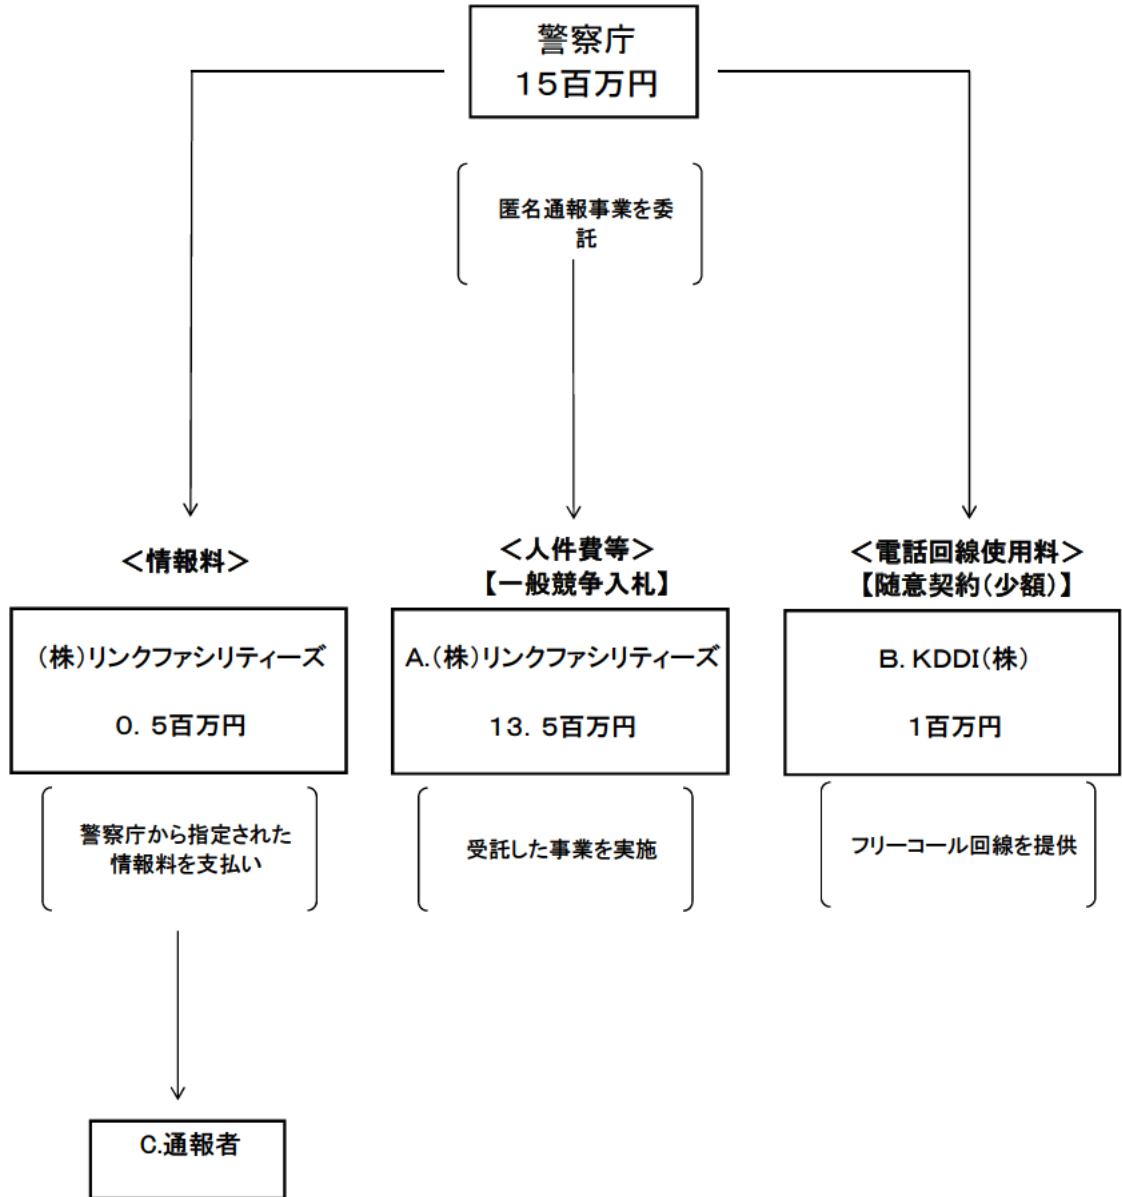 警察庁
15百万円
匿名通報事業を委
託
＜情報料＞
（株）リンクファシリティーズ
０．５百万円
警察庁から指定された
情報料を支払い
C.通報者
＜人件費等＞
【一般競争入札】
A.（株）リンクファシリティーズ
13．5百万円
受託した事業を実施
＜電話回線使用料＞
【随意契約（少額）】
B．KDDI（株）
1百万円
フリーコール回線を提供